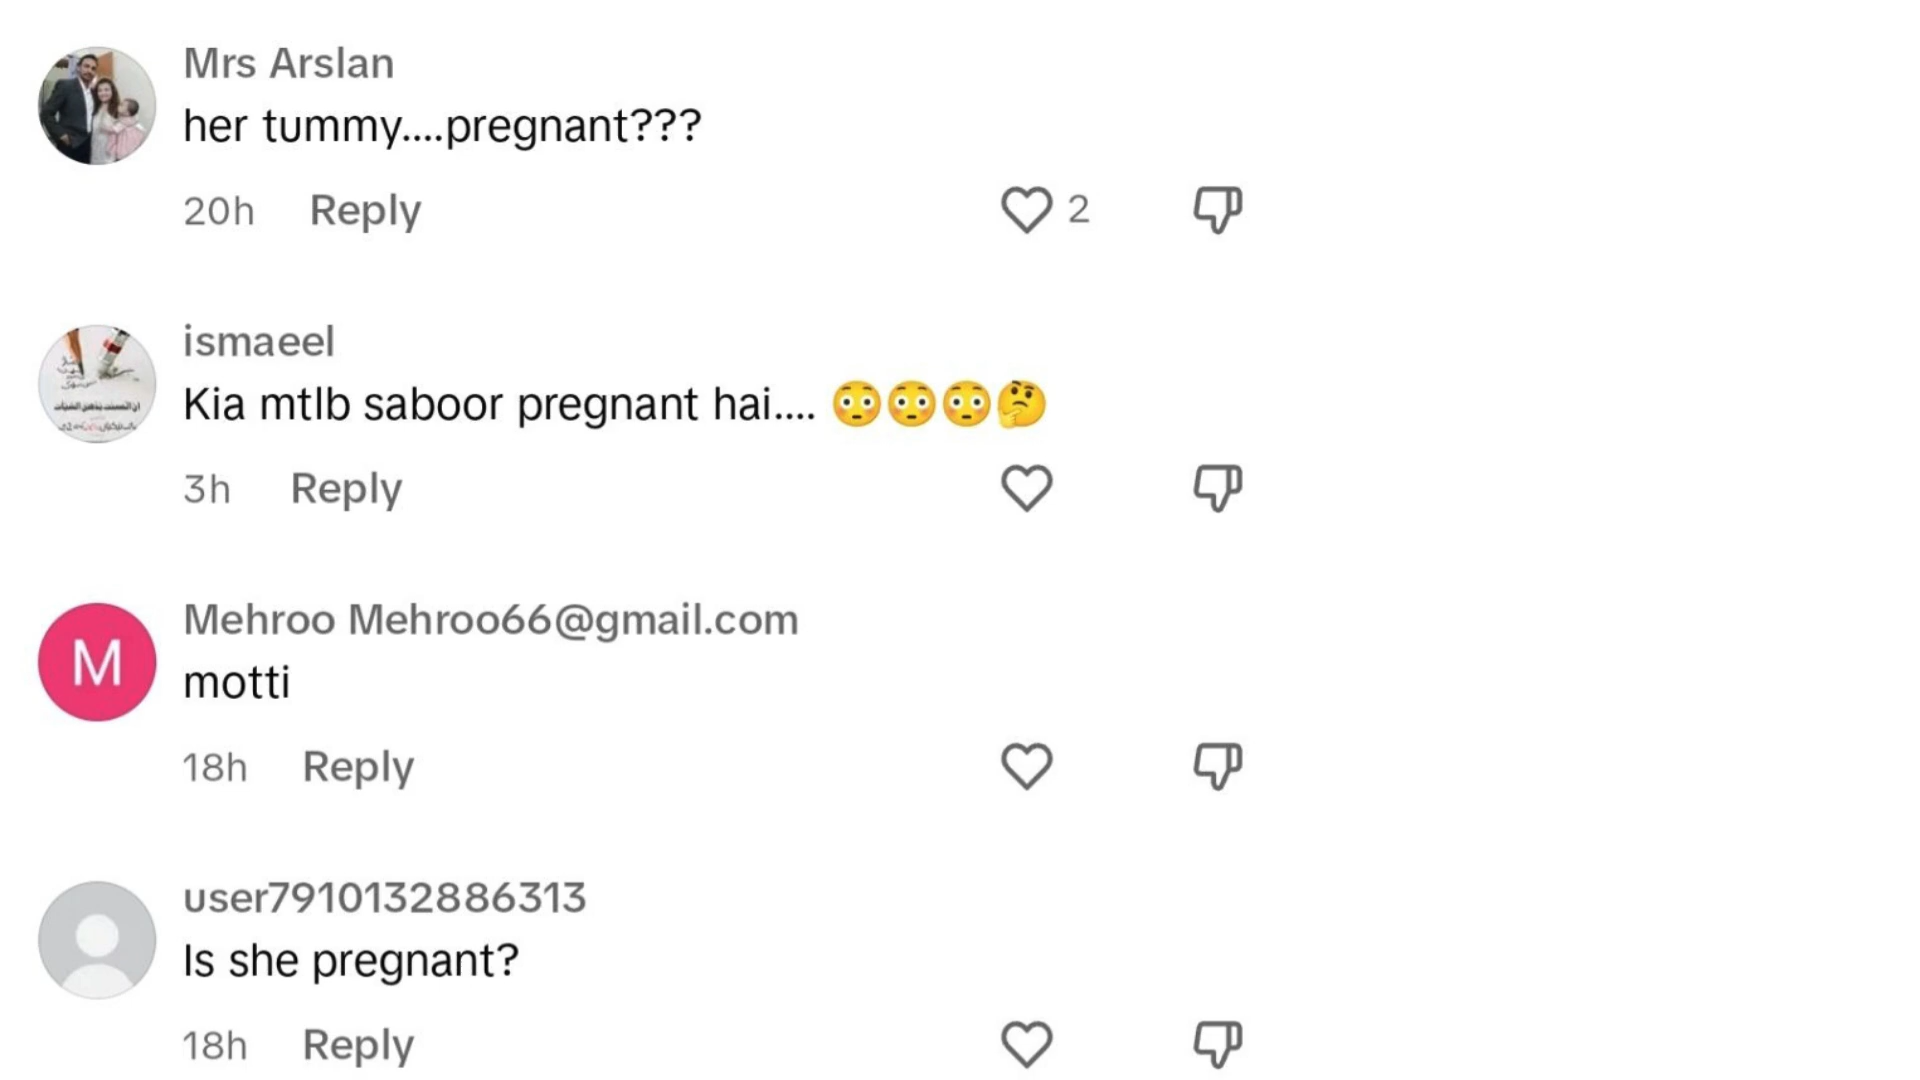 Mrs Arslan
her tummy....pregnant???
20h Reply 2
ismaeel
Kia mtlb saboor pregnant hai.... 😳😳😳🤔
3h Reply
M
Mehroo Mehroo66@gmail.com
motti
18h Reply
user7910132886313
Is she pregnant?
18h Reply